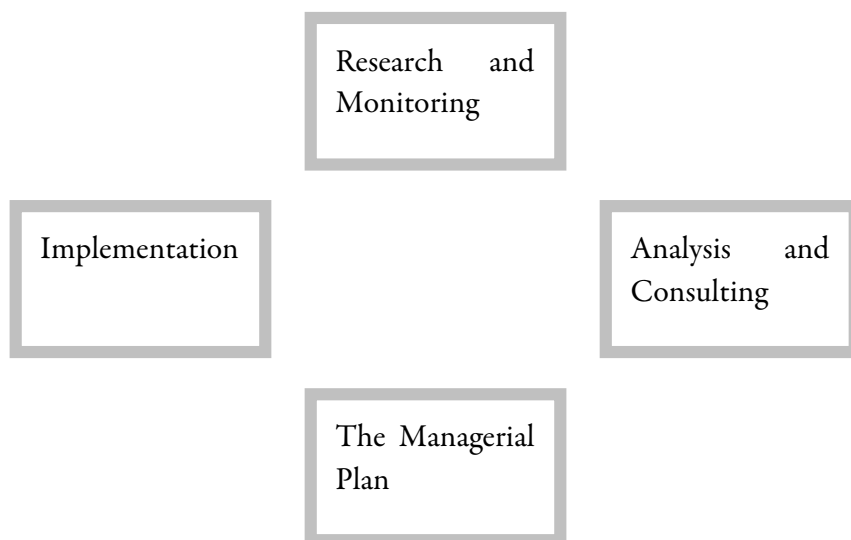 Research and
Monitoring
Implementation
Analysis and
Consulting
The Managerial
Plan